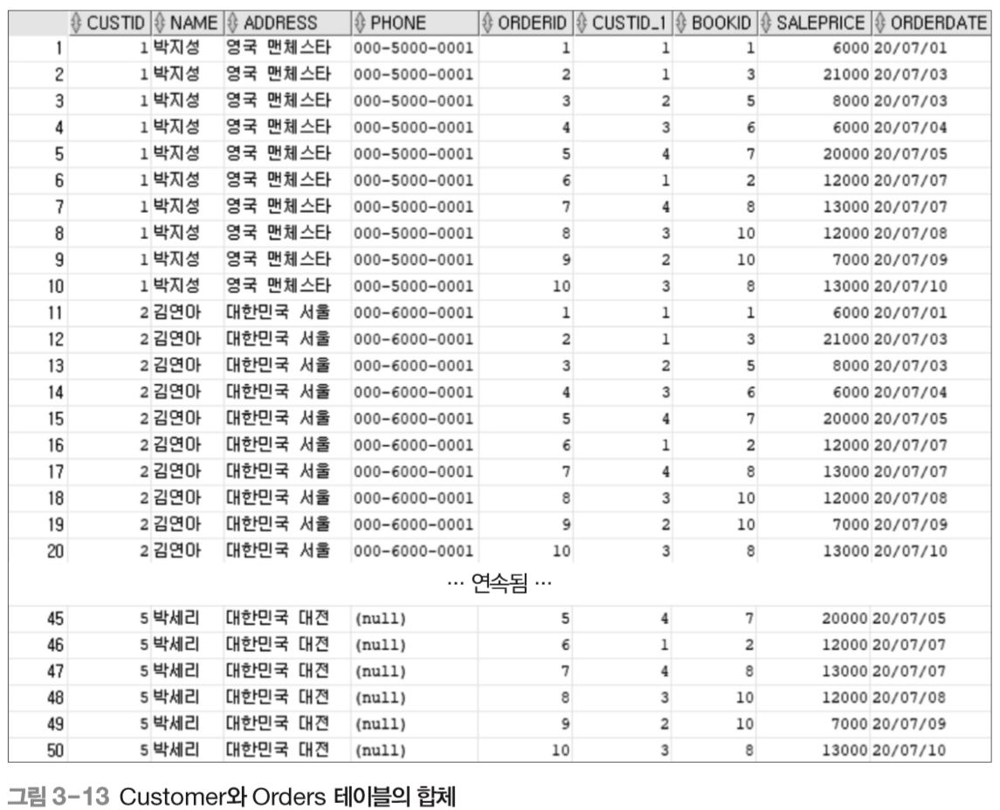 CUSTID NAME ADDRESS PHONE ORDERID CUSTID_1 BOOKID SALEPRICE ORDERDATE
1 1 박지성 영국 맨체스타 000-5000-0001 1 1 1 6000 20/07/01
2 1 박지성 영국 맨체스타 000-5000-0001 2 1 3 21000 20/07/03
3 1 박지성 영국 맨체스타 000-5000-0001 3 2 5 8000 20/07/03
4 1 박지성 영국 맨체스타 000-5000-0001 4 3 6 6000 20/07/04
5 1 박지성 영국 맨체스타 000-5000-0001 5 4 7 20000 20/07/05
6 1 박지성 영국 맨체스타 000-5000-0001 6 1 2 12000 20/07/07
7 1 박지성 영국 맨체스타 000-5000-0001 7 4 8 13000 20/07/07
8 1 박지성 영국 맨체스타 000-5000-0001 8 3 10 12000 20/07/08
9 1 박지성 영국 맨체스타 000-5000-0001 9 2 10 7000 20/07/09
10 1 박지성 영국 맨체스타 000-5000-0001 10 3 8 13000 20/07/10
11 2 김연아 대한민국 서울 000-6000-0001 1 1 1 6000 20/07/01
12 2 김연아 대한민국 서울 000-6000-0001 2 1 3 21000 20/07/03
13 2 김연아 대한민국 서울 000-6000-0001 3 2 5 8000 20/07/03
14 2 김연아 대한민국 서울 000-6000-0001 4 3 6 6000 20/07/04
15 2 김연아 대한민국 서울 000-6000-0001 5 4 7 20000 20/07/05
16 2 김연아 대한민국 서울 000-6000-0001 6 1 2 12000 20/07/07
17 2 김연아 대한민국 서울 000-6000-0001 7 4 8 13000 20/07/07
18 2 김연아 대한민국 서울 000-6000-0001 8 3 10 12000 20/07/08
19 2 김연아 대한민국 서울 000-6000-0001 9 2 10 7000 20/07/09
20 2 김연아 대한민국 서울 000-6000-0001 10 3 8 13000 20/07/10
… 연속됨 …
45 5 박세리 대한민국 대전 (null) 5 4 7 20000 20/07/05
46 5 박세리 대한민국 대전 (null) 6 1 2 12000 20/07/07
47 5 박세리 대한민국 대전 (null) 7 4 8 13000 20/07/07
48 5 박세리 대한민국 대전 (null) 8 3 10 12000 20/07/08
49 5 박세리 대한민국 대전 (null) 9 2 10 7000 20/07/09
50 5 박세리 대한민국 대전 (null) 10 3 8 13000 20/07/10
그림 3-13 Customer와 Orders 테이블의 합체